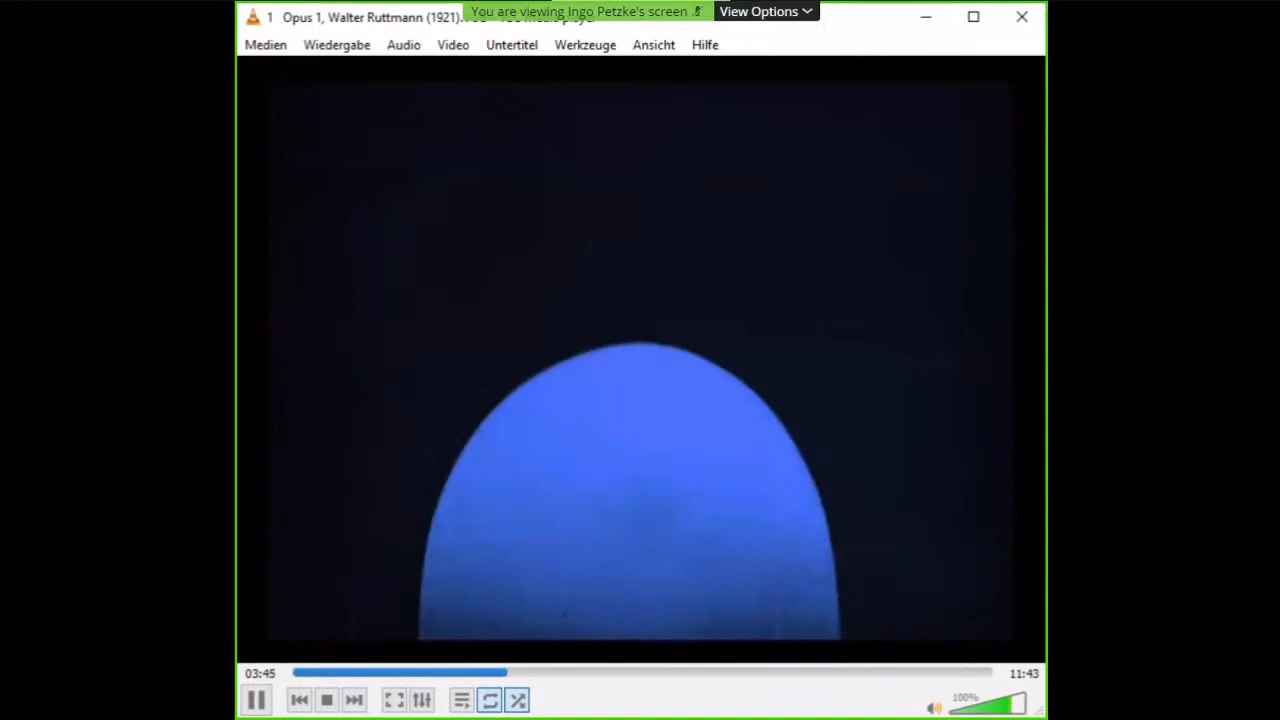 1 Opus 1, Walter Ruttmann (1921).
You are viewing Ingo Petzke's screen
View Options
Medien Wiedergabe Audio Video Untertitel Werkzeuge Ansicht Hilfe
03:45
11:43
100%